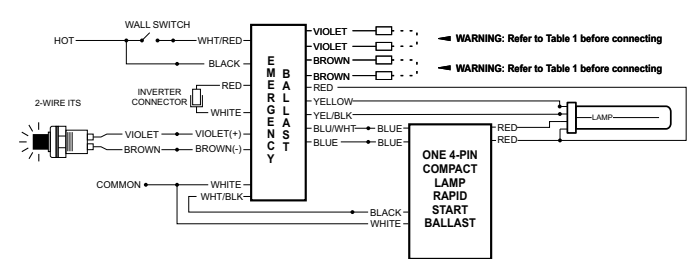 WALL SWITCH
HOT
WHT/RED
BLACK
RED
INVERTER
CONNECTOR
WHITE
2-WIRE ITS
VIOLET
VIOLET(+)
BROWN
BROWN(-)
COMMON
WHITE
WHT/BLK
EMERGENCY
BALLAST
VIOLET
WARNING: Refer to Table 1 before connecting
VIOLET
BROWN
WARNING: Refer to Table 1 before connecting
BROWN
RED
YELLOW
YEL/BLK
BLU/WHT
BLUE
BLUE
BLUE
LAMP
RED
RED
ONE 4-PIN
COMPACT
LAMP
RAPID
START
BALLAST
BLACK
WHITE